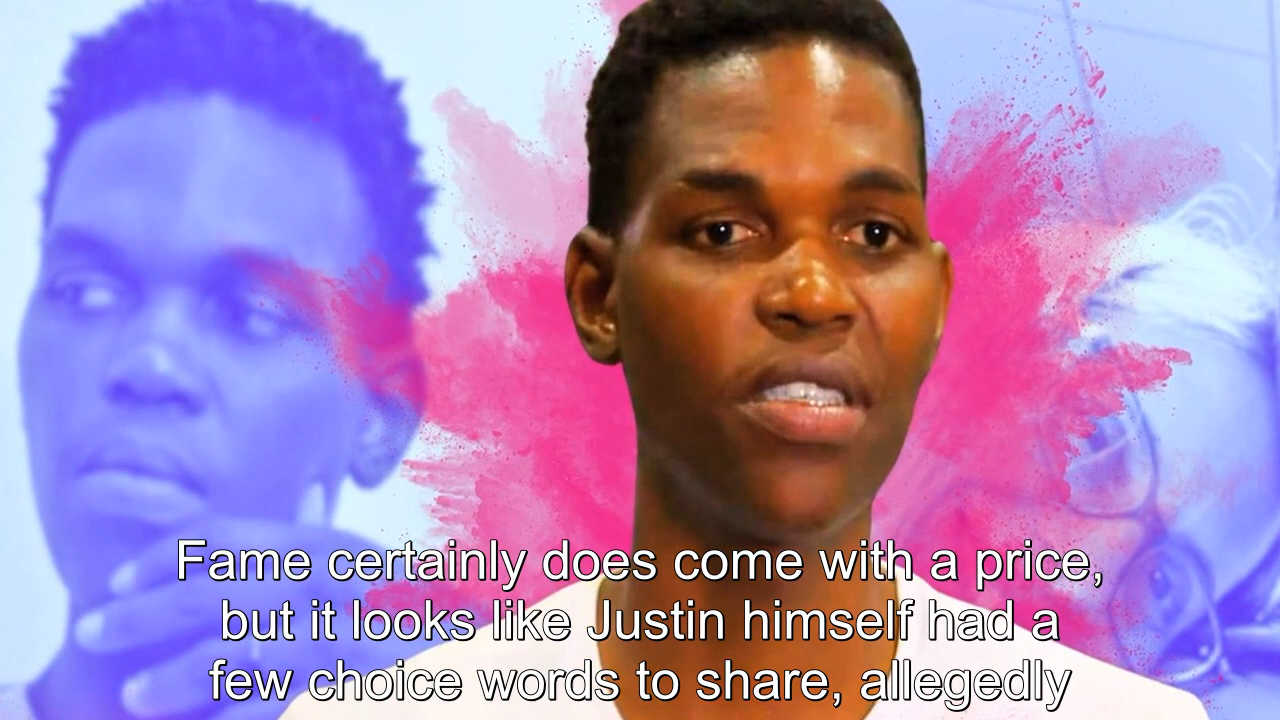 Fame certainly does come with a price,
but it looks like Justin himself had a
few choice words to share, allegedly